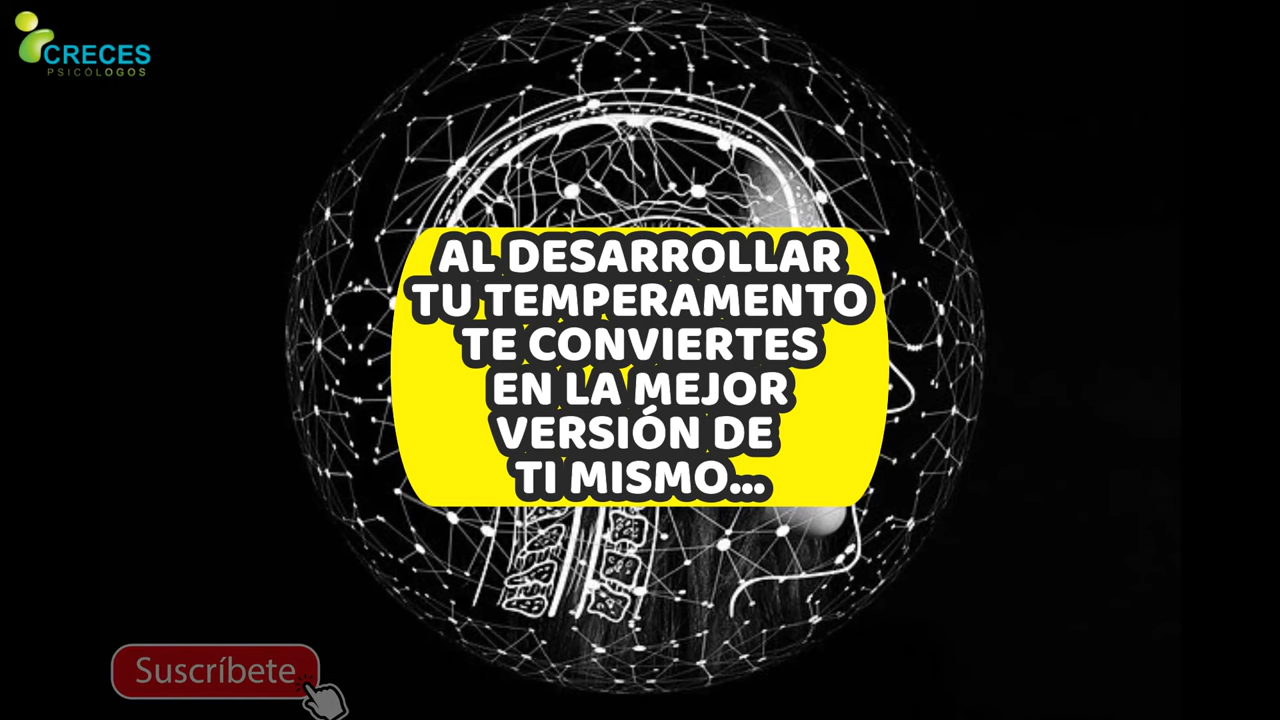 CRECES
PSICÓLOGOS
AL DESARROLLAR
TU TEMPERAMENTO
TE CONVIERTES
EN LA MEJOR
VERSIÓN DE
TI MISMO...
Suscríbete